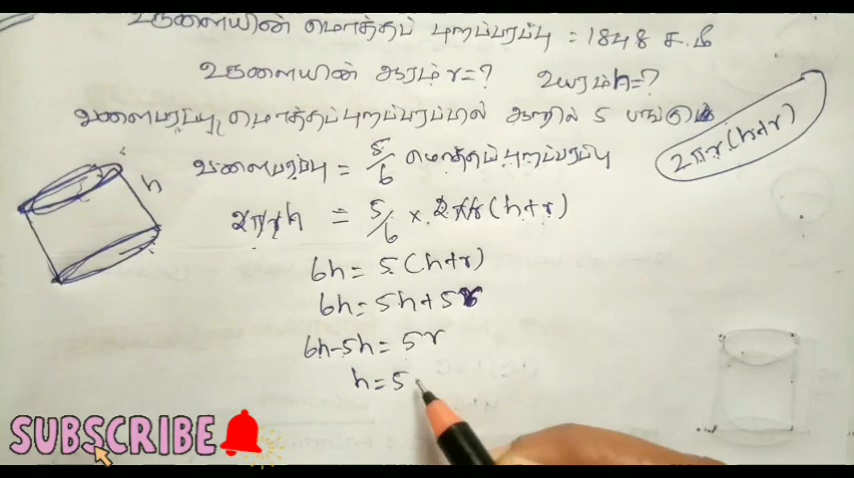 உருளையின் மொத்தப் புறப்பரப்பு = 1848 ச.மீ
உருளையின் ஆரம் r=? உயரம் h=?
வளைபரப்பு மொத்தப்புறப்பரப்பில் ஆறில் 5 பங்கு
2πr(h+r)
வளைபரப்பு = 5/6 மொத்தப்புறப்பரப்பு
h
2πrh = 5/6 × 2πr(h+r)
6h = 5(h+r)
6h = 5h+5r
6h-5h = 5r
h = 5
SUBSCRIBE